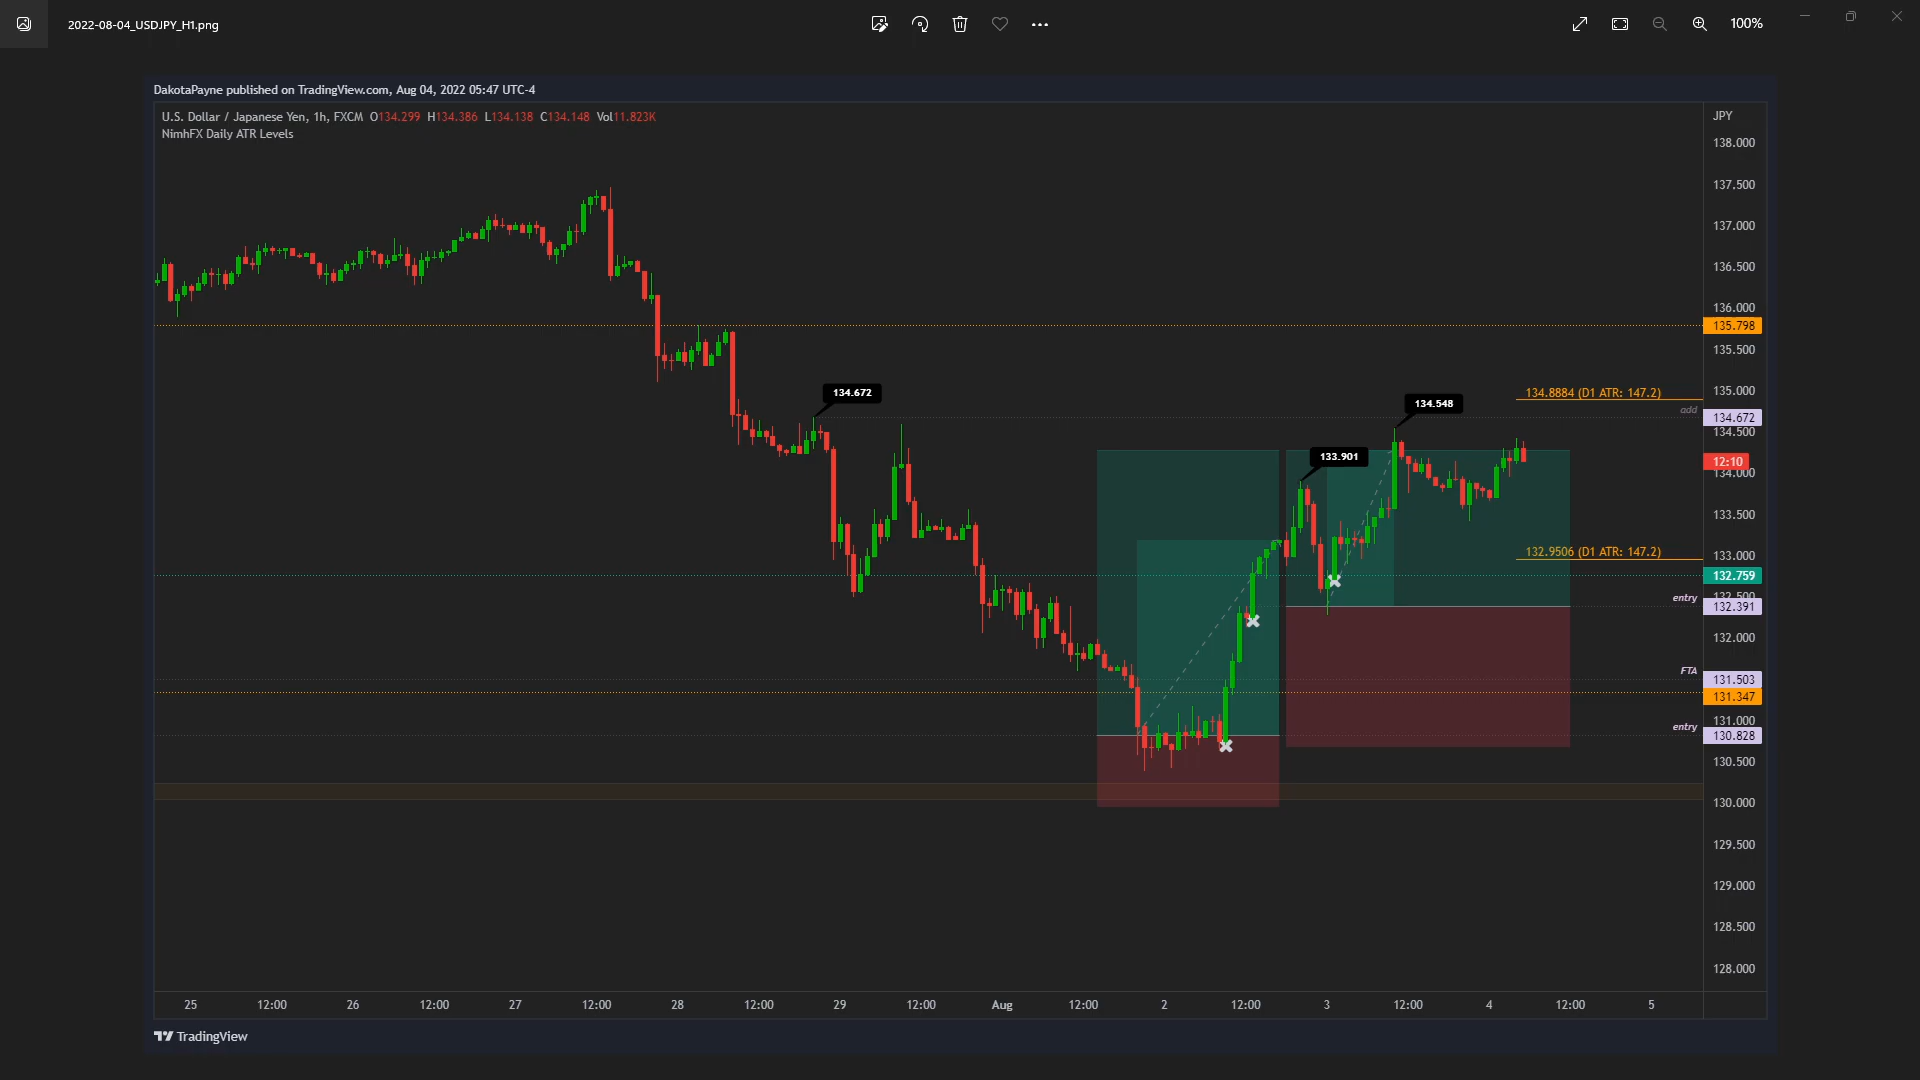 2022-08-04_USDJPY_H1.png
100%
DakotaPayne published on TradingView.com, Aug 04, 2022 05:47 UTC-4
U.S. Dollar / Japanese Yen, 1h, FXCM O134.299 H134.386 L134.138 C134.148 Vol11.823K
NimhFX Daily ATR Levels
JPY
138.000
137.500
137.000
136.500
136.000
135.798
135.500
135.000
134.672
134.548
134.8884 (D1 ATR: 147.2)
add
134.672
134.500
133.901
12:10
134.000
133.500
132.9506 (D1 ATR: 147.2)
133.000
132.759
132.500
entry
132.391
132.000
FTA
131.503
131.347
131.000
entry
130.828
130.500
130.000
129.500
129.000
128.500
128.000
25 12:00 26 12:00 27 12:00 28 12:00 29 12:00 Aug 12:00 2 12:00 3 12:00 4 12:00 5
TradingView